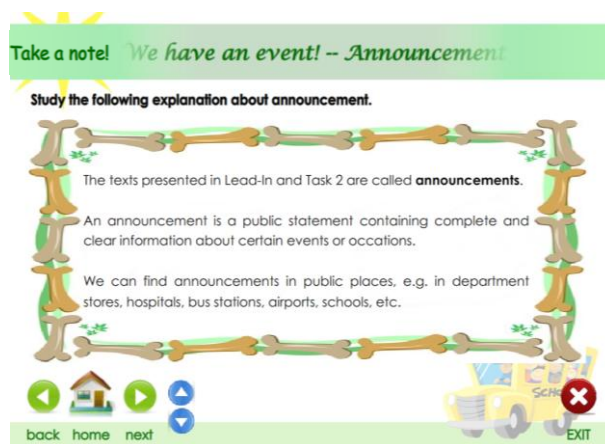 Take a note! We have an event! -- Announcement
Study the following explanation about announcement.
The texts presented in Lead-In and Task 2 are called announcements.
An announcement is a public statement containing complete and
clear information about certain events or occations.
We can find announcements in public places, e.g. in department
stores, hospitals, bus stations, airports, schools, etc.
SCHO
back home next EXIT